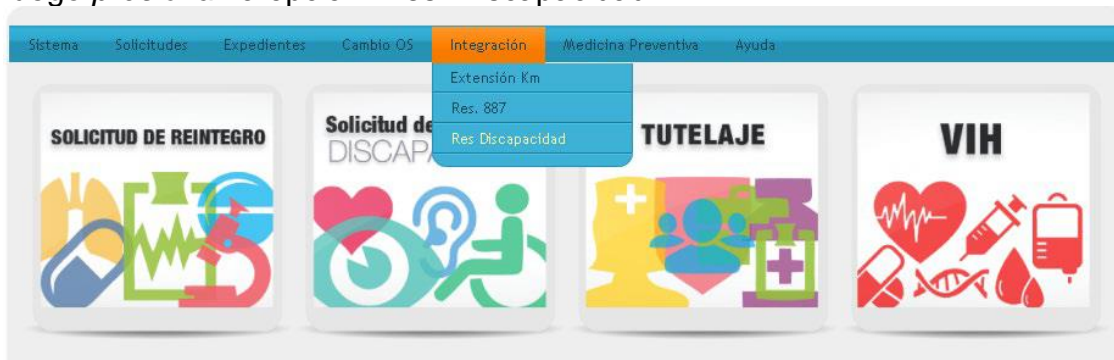 Sistema Solicitudes Expedientes Cambio OS Integración Medicina Preventiva Ayuda
Extensión Km
Res. 887
Res Discapacidad
SOLICITUD DE REINTEGRO
Solicitud de
DISCAPA
TUTELAJE
VIH